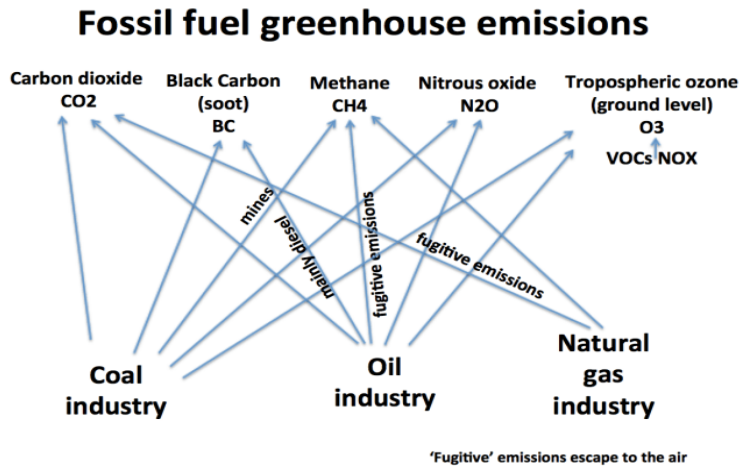 Fossil fuel greenhouse emissions
Carbon dioxide
CO2
Black Carbon
(soot)
BC
Methane
CH4
Nitrous oxide
N2O
Tropospheric ozone
(ground level)
O3
VOCs NOX
mines
mainly diesel
fugitive emissions
fugitive emissions
Coal
industry
Oil
industry
Natural
gas
industry
‘Fugitive’ emissions escape to the air